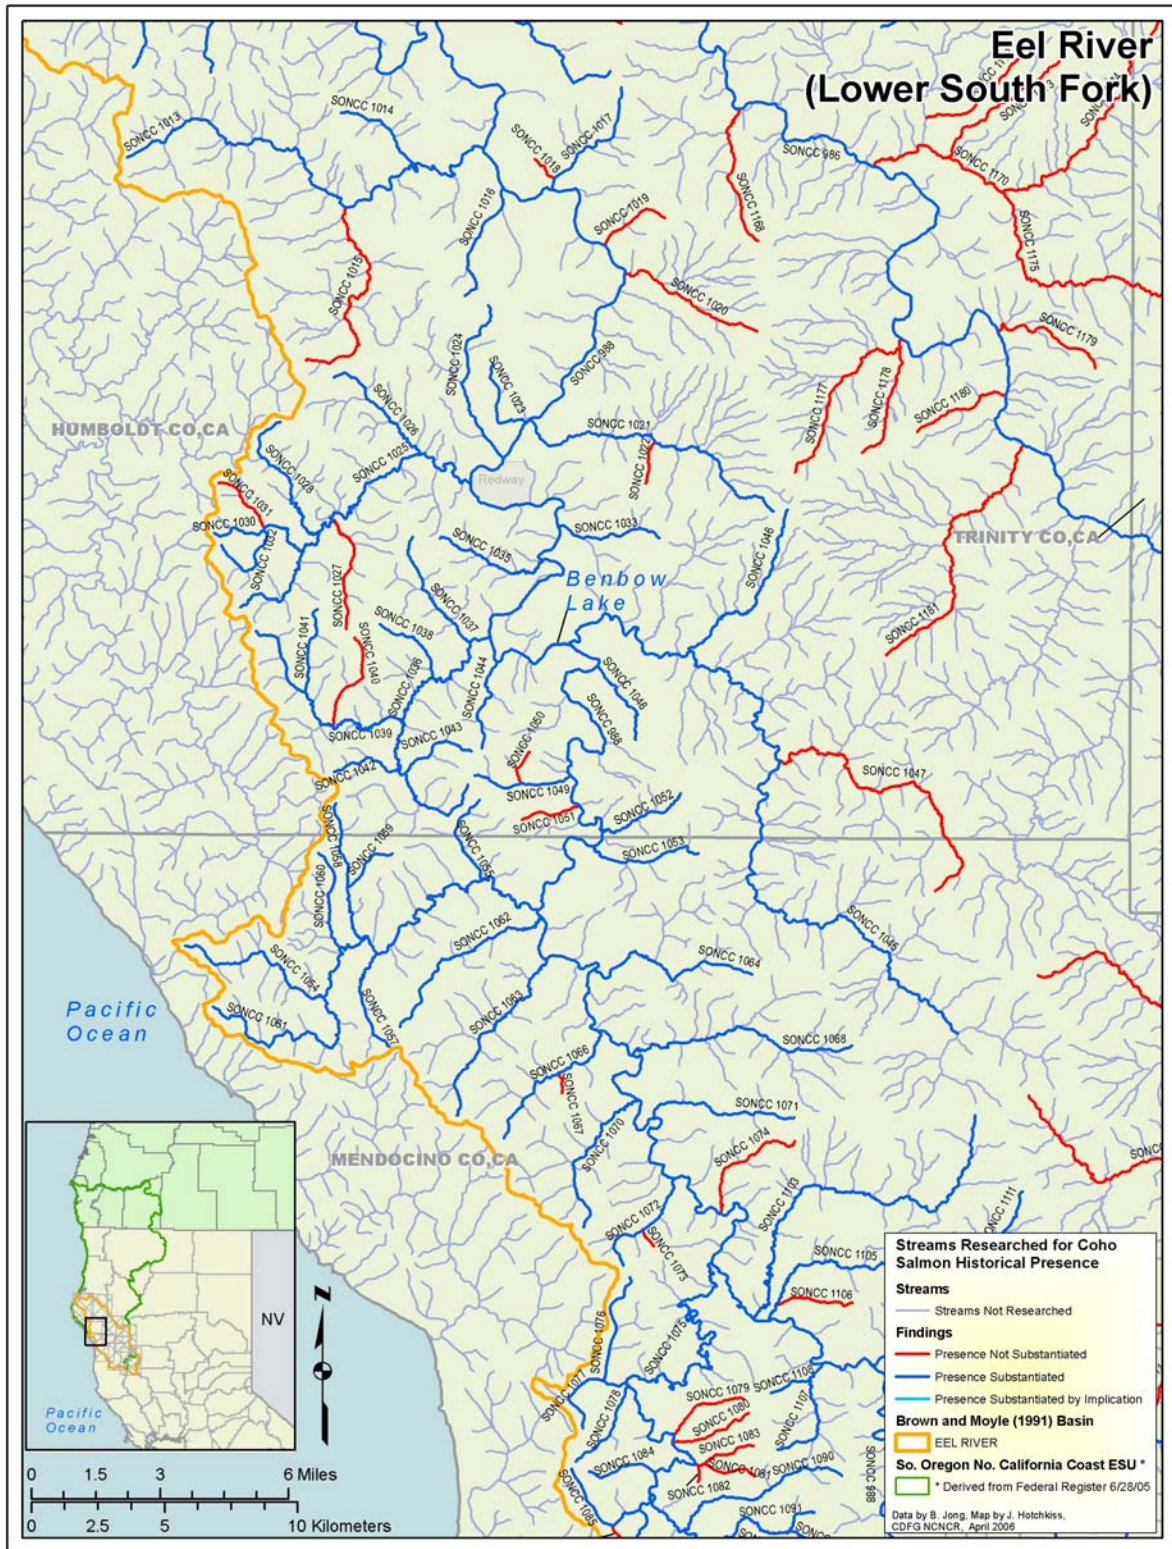 Eel River
(Lower South Fork)
SONCC 1013
SONCC 1014
SONCC 1018
SONCC 1017
SONCC 986
SONCC 1170
SONCC 1016
SONCC 1019
SONCC 1168
SONCC 1175
SONCC 1015
SONCC 1020
SONCC 1179
SONCC 1024
SONCC 988
SONCC 1023
SONCC 1177
SONCC 1178
SONCC 1180
SONCC 1026
SONCC 1021
HUMBOLDT CO,CA
SONCC 1025
SONCC 1022
SONCC 1028
Redway
SONCC 1031
SONCC 1030
SONCC 1033
SONCC 1032
SONCC 1035
SONCC 1046
TRINITY CO,CA
SONCC 1027
Benbow
Lake
SONCC 1037
SONCC 1181
SONCC 1041
SONCC 1038
SONCC 1040
SONCC 1036
SONCC 1044
SONCC 1048
SONCC 988
SONCC 1050
SONCC 1039
SONCC 1043
SONCC 1042
SONCC 1047
SONCC 1049
SONCC 1052
SONCC 1051
SONCC 1058
SONCC 1059
SONCC 1055
SONCC 1053
SONCC 1060
SONCC 1062
SONCC 1045
SONCC 1054
SONCC 1064
SONCC 1063
Pacific
Ocean
SONCC 1061
SONCC 1057
SONCC 1066
SONCC 1068
SONCC 1067
SONCC 1071
SONCC 1070
SONCC 1074
MENDOCINO CO,CA
SONCC 1103
SONCC 1072
SONCC 1111
SONCC 1073
SONCC 1105
SONCC 1106
SONCC 1076
SONCC 1075
SONCC 1077
SONCC 1108
SONCC 1079
SONCC 1080
SONCC 1078
SONCC 1107
SONCC 1083
SONCC 1084
SONCC 1081
SONCC 1090
SONCC 1082
SONCC 1085
SONCC 1091
SONCC 988
NV
Pacific
Ocean
0 1.5 3 6 Miles
0 2.5 5 10 Kilometers
Streams Researched for Coho
Salmon Historical Presence
Streams
Streams Not Researched
Findings
Presence Not Substantiated
Presence Substantiated
Presence Substantiated by Implication
Brown and Moyle (1991) Basin
EEL RIVER
So. Oregon No. California Coast ESU *
* Derived from Federal Register 6/28/05
Data by B. Jong, Map by J. Hotchkiss,
CDFG NCNCR, April 2006